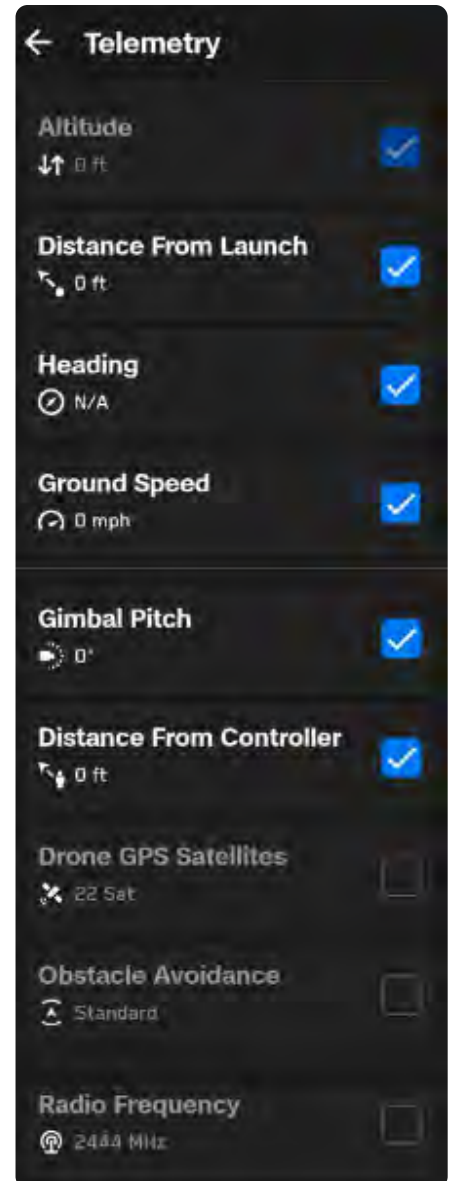 Telemetry
Altitude
0 ft
Distance From Launch
0 ft
Heading
N/A
Ground Speed
0 mph
Gimbal Pitch
0°
Distance From Controller
0 ft
Drone GPS Satellites
22 Sat
Obstacle Avoidance
Standard
Radio Frequency
2444 MHz